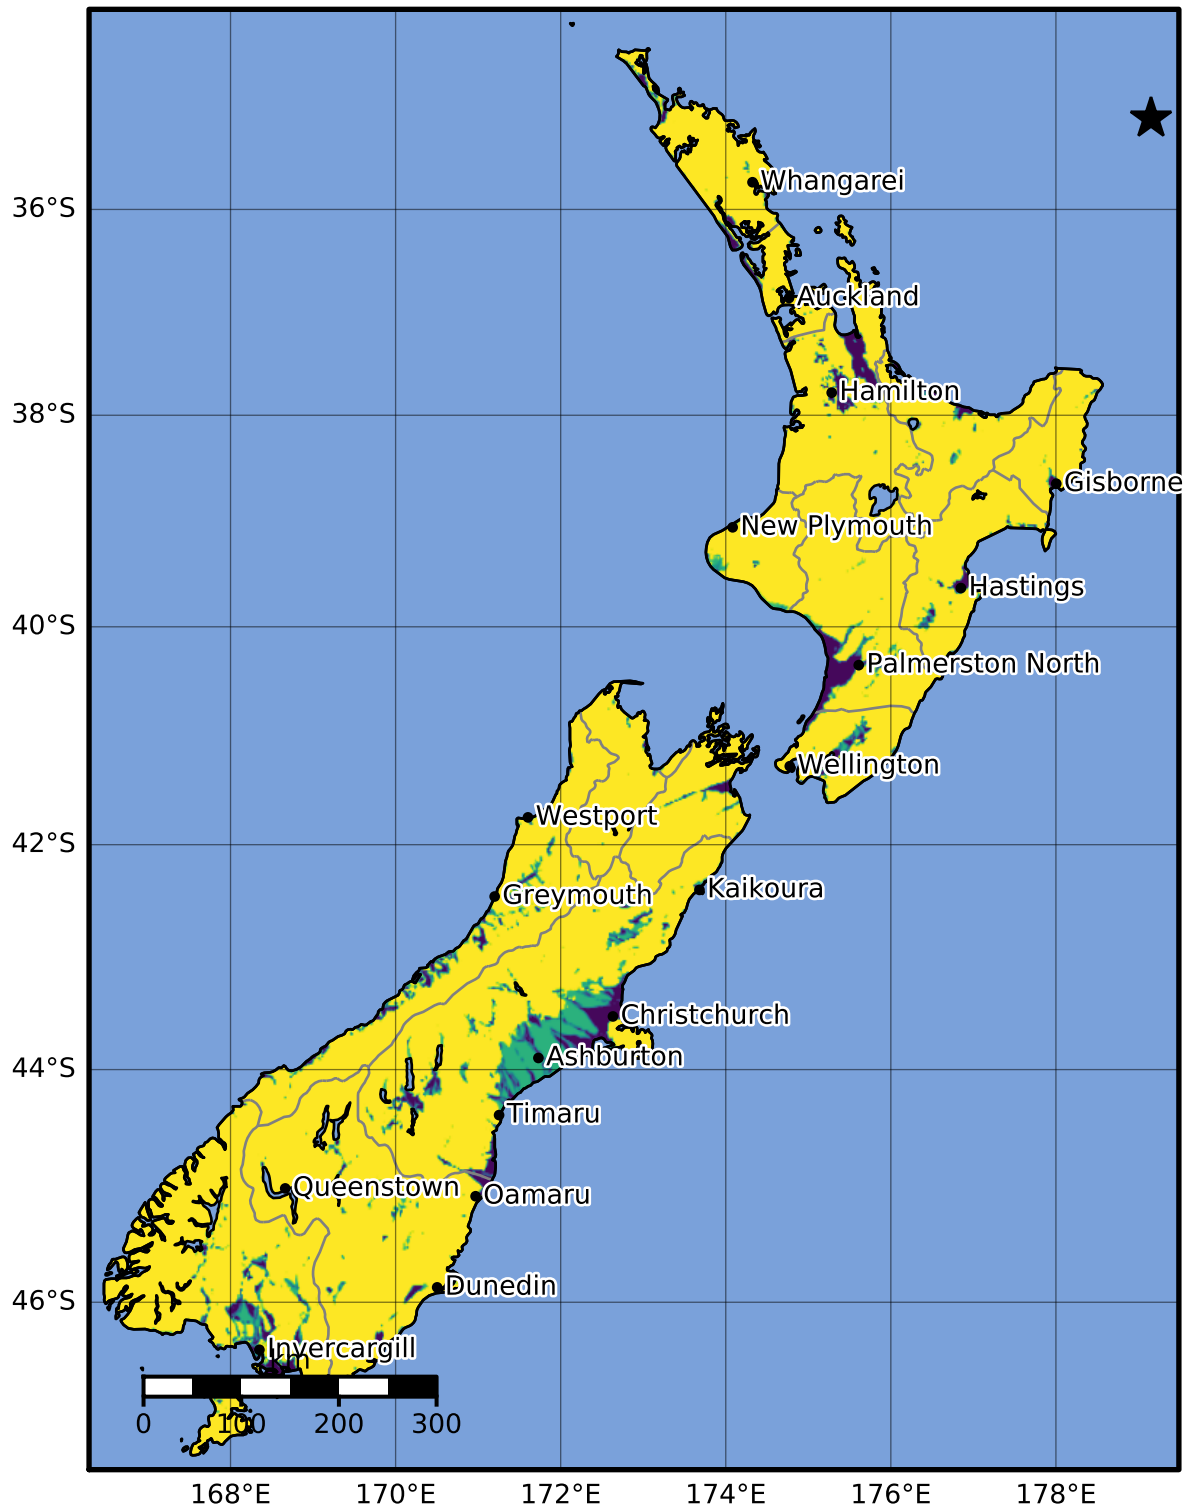 Whangarei
36°S
Auckland
Hamilton
38°S
Gisborne
New Plymouth
Hastings
40°S
Palmerston North
Wellington
Westport
42°S
Kaikoura
Greymouth
Christchurch
Ashburton
44°S
Timaru
Queenstown
Oamaru
Dunedin
46°S
Invercargill
km
0 100 200 300
168°E 170°E 172°E 174°E 176°E 178°E